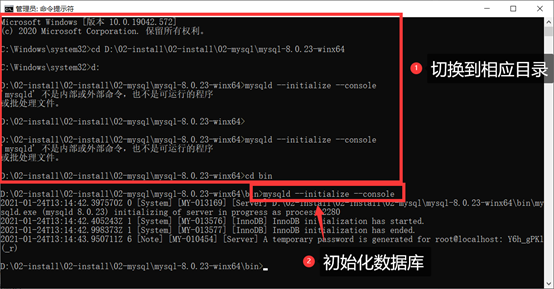 管理员: 命令提示符
Microsoft Windows [版本 10.0.19042.572]
(c) 2020 Microsoft Corporation. 保留所有权利。
C:\Windows\system32>cd D:\02-install\02-install\02-mysql\mysql-8.0.23-winx64
C:\Windows\system32>d:
D:\02-install\02-install\02-mysql\mysql-8.0.23-winx64>mysqld --initialize --console
'mysqld' 不是内部或外部命令，也不是可运行的程序
或批处理文件。
D:\02-install\02-install\02-mysql\mysql-8.0.23-winx64>
D:\02-install\02-install\02-mysql\mysql-8.0.23-winx64>mysqld --initialize --console
'mysqld' 不是内部或外部命令，也不是可运行的程序
或批处理文件。
D:\02-install\02-install\02-mysql\mysql-8.0.23-winx64>cd bin
D:\02-install\02-install\02-mysql\mysql-8.0.23-winx64\bin>mysqld --initialize --console
2021-01-24T13:14:42.397570Z 0 [System] [MY-013169] [Server] D:\02-install\02-install\02-mysql\mysql-8.0.23-winx64\bin\my
sqld.exe (mysqld 8.0.23) initializing of server in progress as process 2280
2021-01-24T13:14:42.405243Z 1 [System] [MY-013576] [InnoDB] InnoDB initialization has started.
2021-01-24T13:14:42.998373Z 1 [System] [MY-013577] [InnoDB] InnoDB initialization has ended.
2021-01-24T13:14:43.950711Z 6 [Note] [MY-010454] [Server] A temporary password is generated for root@localhost: Y6h_gPKl
(_r)
D:\02-install\02-install\02-mysql\mysql-8.0.23-winx64\bin>
1 切换到相应目录
2 初始化数据库